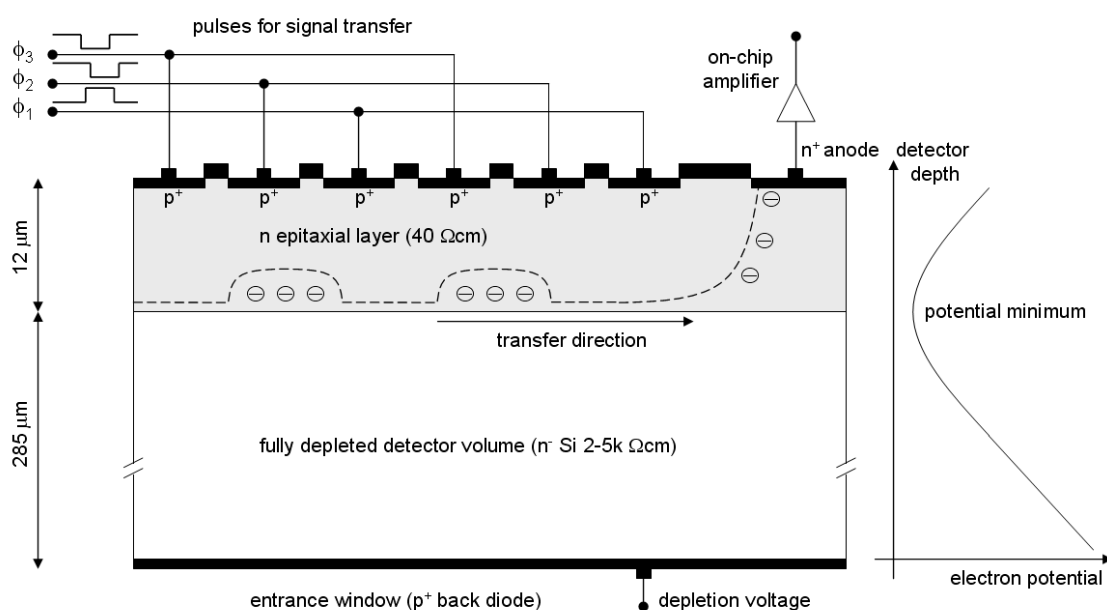 pulses for signal transfer
ϕ3
ϕ2
ϕ1
on-chip
amplifier
n+ anode
detector
depth
p+ p+ p+ p+ p+ p+
12 μm
n epitaxial layer (40 Ωcm)
potential minimum
transfer direction
285 μm
fully depleted detector volume (n- Si 2-5k Ωcm)
electron potential
entrance window (p+ back diode)
depletion voltage